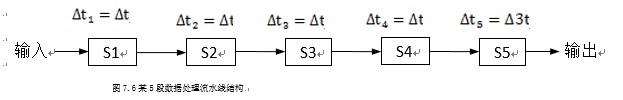 Δt₁ = Δt Δt₂ = Δt Δt₃ = Δt Δt₄ = Δt Δt₅ = Δ3t
输入 S1 S2 S3 S4 S5 输出
图7.6某5段数据处理流水线结构